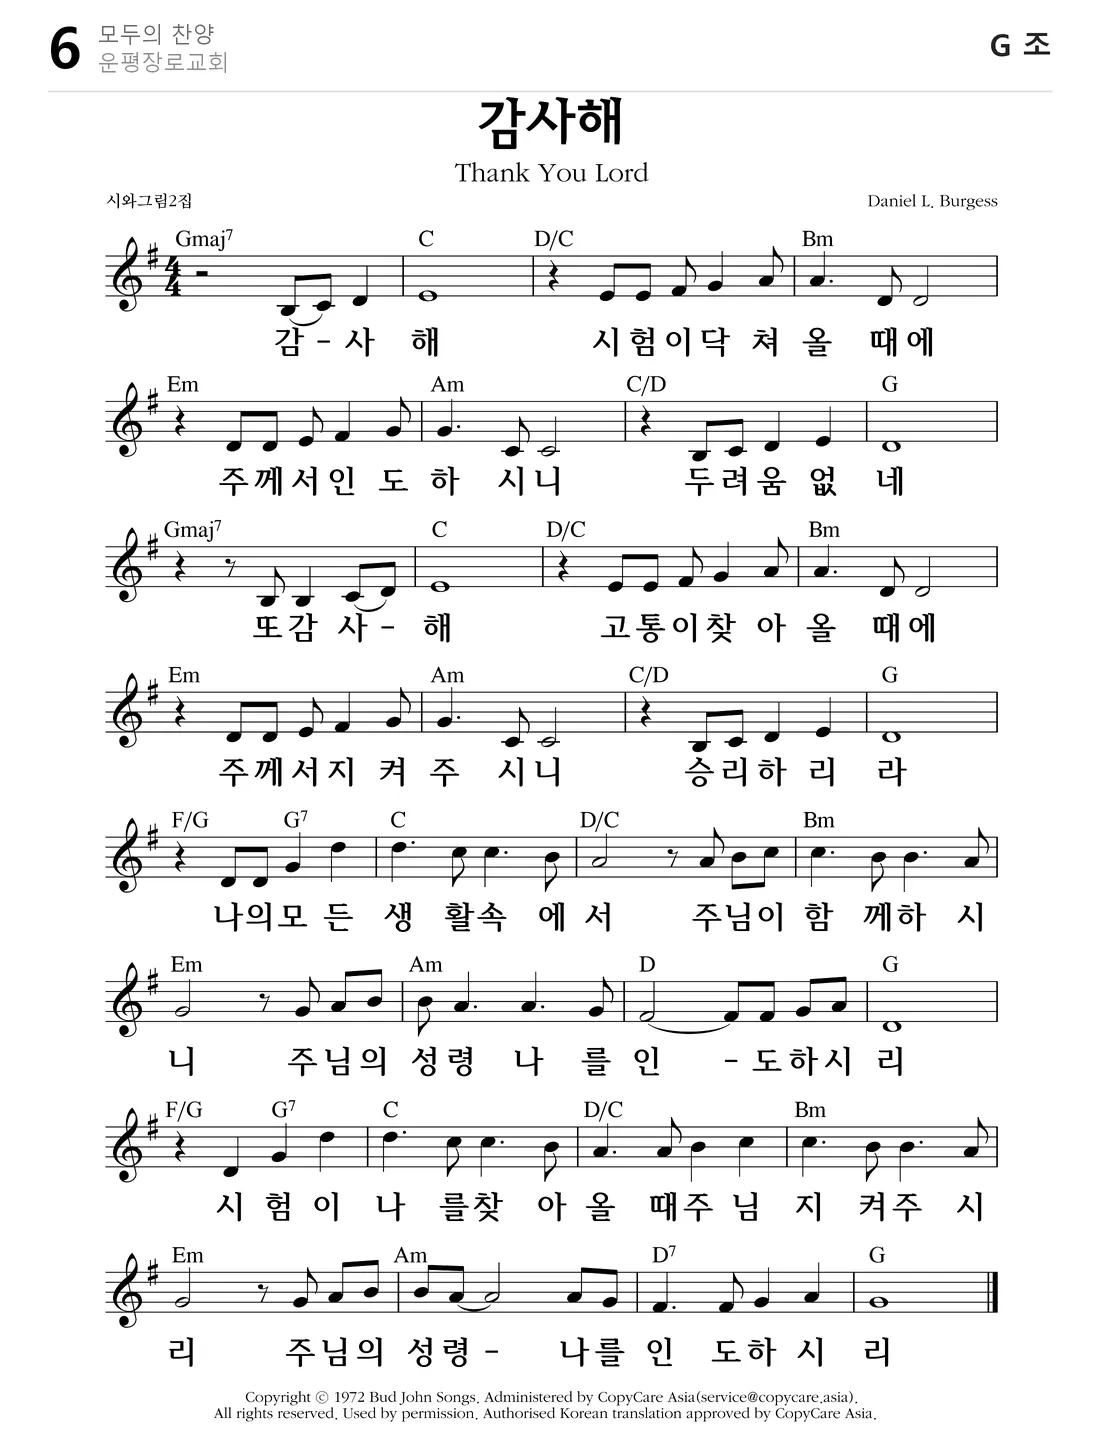 6
모두의 찬양
운평장로교회
G 조
감사해
Thank You Lord
시와그림2집
Daniel L. Burgess
Gmaj7 C D/C Bm
감 - 사 해 시 험 이 닥 쳐 올 때 에
Em Am C/D G
주 께 서 인 도 하 시 니 두 려 움 없 네
Gmaj7 C D/C Bm
또 감 사 - 해 고 통 이 찾 아 올 때 에
Em Am C/D G
주 께 서 지 켜 주 시 니 승 리 하 리 라
F/G G7 C D/C Bm
나 의 모 든 생 활 속 에 서 주 님 이 함 께 하 시
Em Am D G
니 주 님 의 성 령 나 를 인 - 도 하 시 리
F/G G7 C D/C Bm
시 험 이 나 를 찾 아 올 때 주 님 지 켜 주 시
Em Am D7 G
리 주 님 의 성 령 - 나 를 인 도 하 시 리
Copyright ⓒ 1972 Bud John Songs. Administered by CopyCare Asia(service@copycare.asia).
All rights reserved. Used by permission. Authorised Korean translation approved by CopyCare Asia.